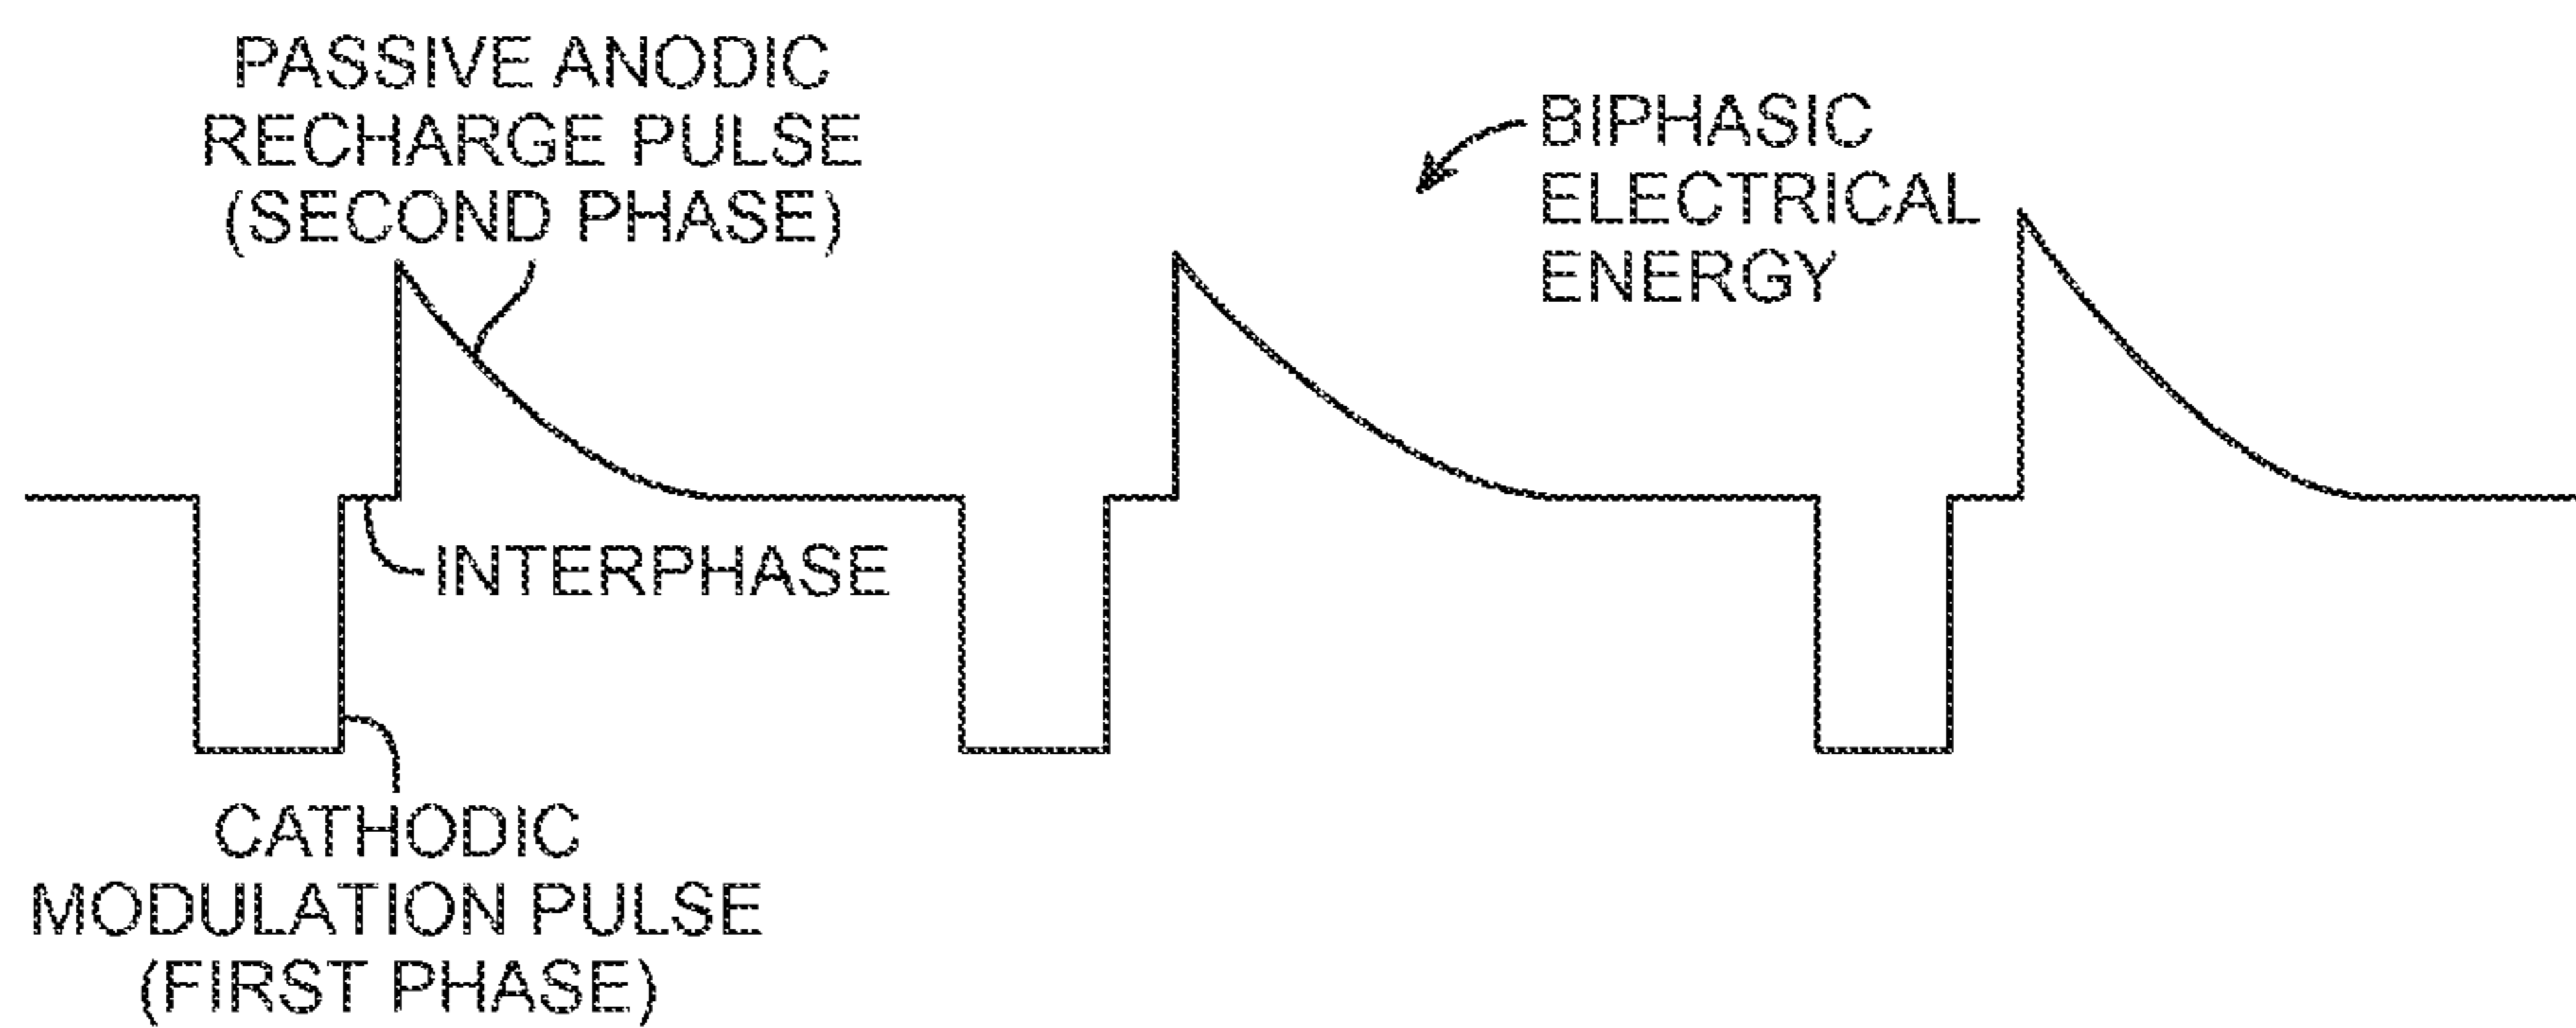 PASSIVE ANODIC
RECHARGE PULSE
(SECOND PHASE)
BIPHASIC
ELECTRICAL
ENERGY
INTERPHASE
CATHODIC
MODULATION PULSE
(FIRST PHASE)